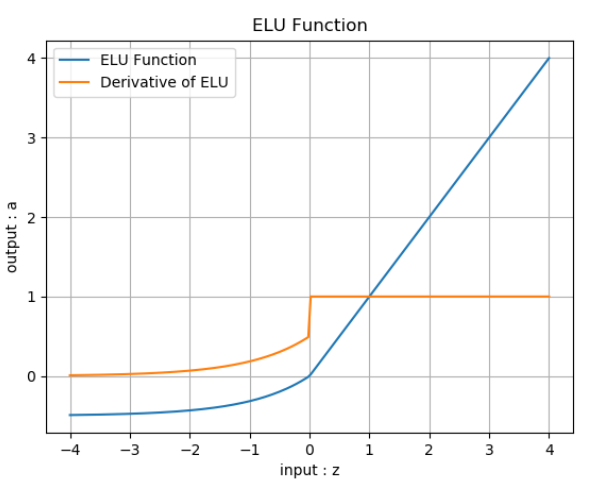 ELU Function
ELU Function
Derivative of ELU
output : a
4
3
2
1
0
−4 −3 −2 −1 0 1 2 3 4
input : z